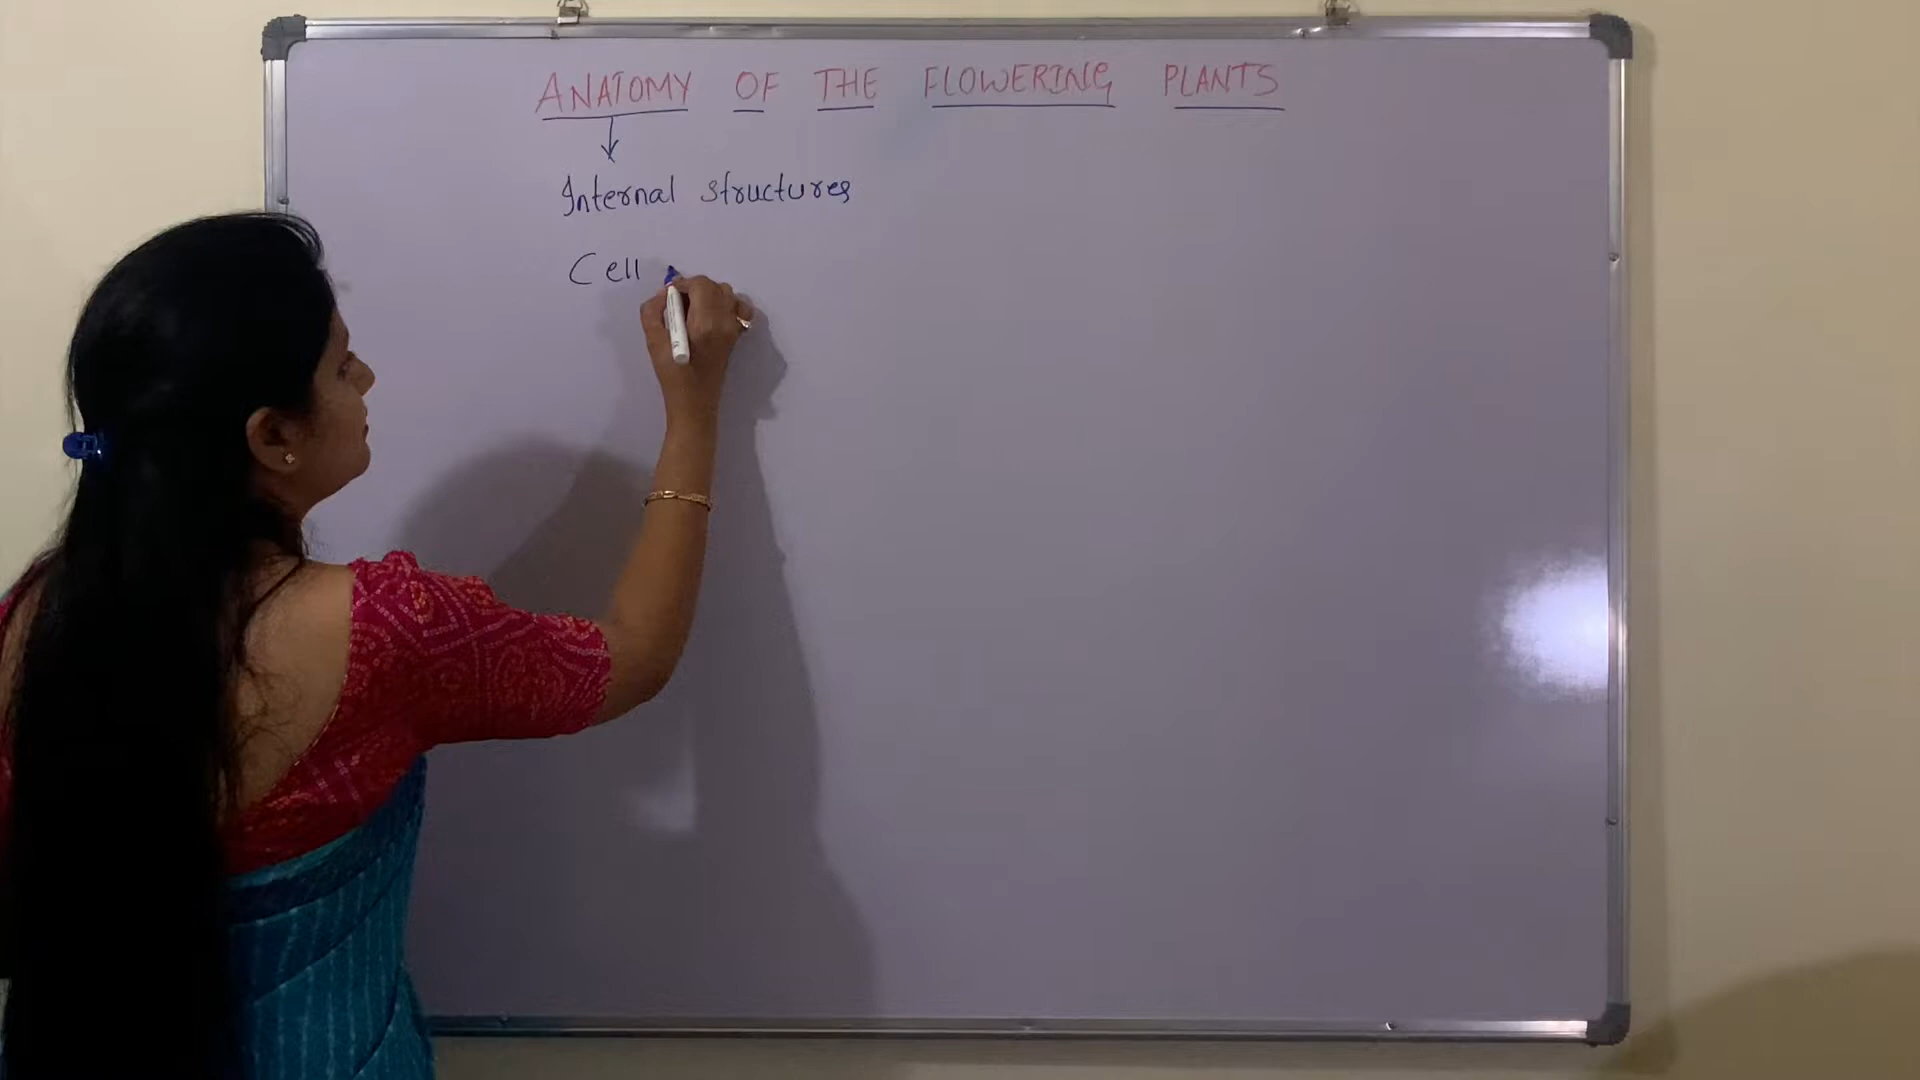 ANATOMY OF THE FLOWERING PLANTS
Internal structures
Cell